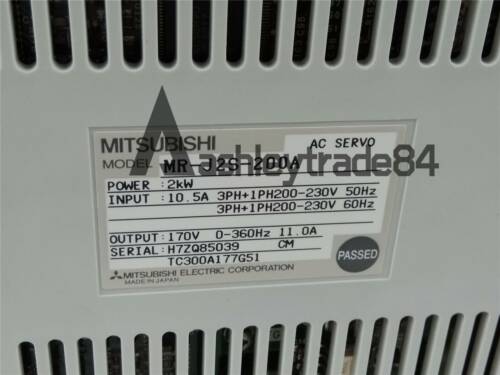 MITSUBISHI AC SERVO
MODEL MR-J2S-200A
Aashleytrade84
POWER :2kW
INPUT :10.5A 3PH+1PH200-230V 50Hz
3PH+1PH200-230V 60Hz
OUTPUT:170V 0-360Hz 11.0A
SERIAL:H7ZQ85039 CM
TC300A177G51
PASSED
MITSUBISHI ELECTRIC CORPORATION
MADE IN JAPAN